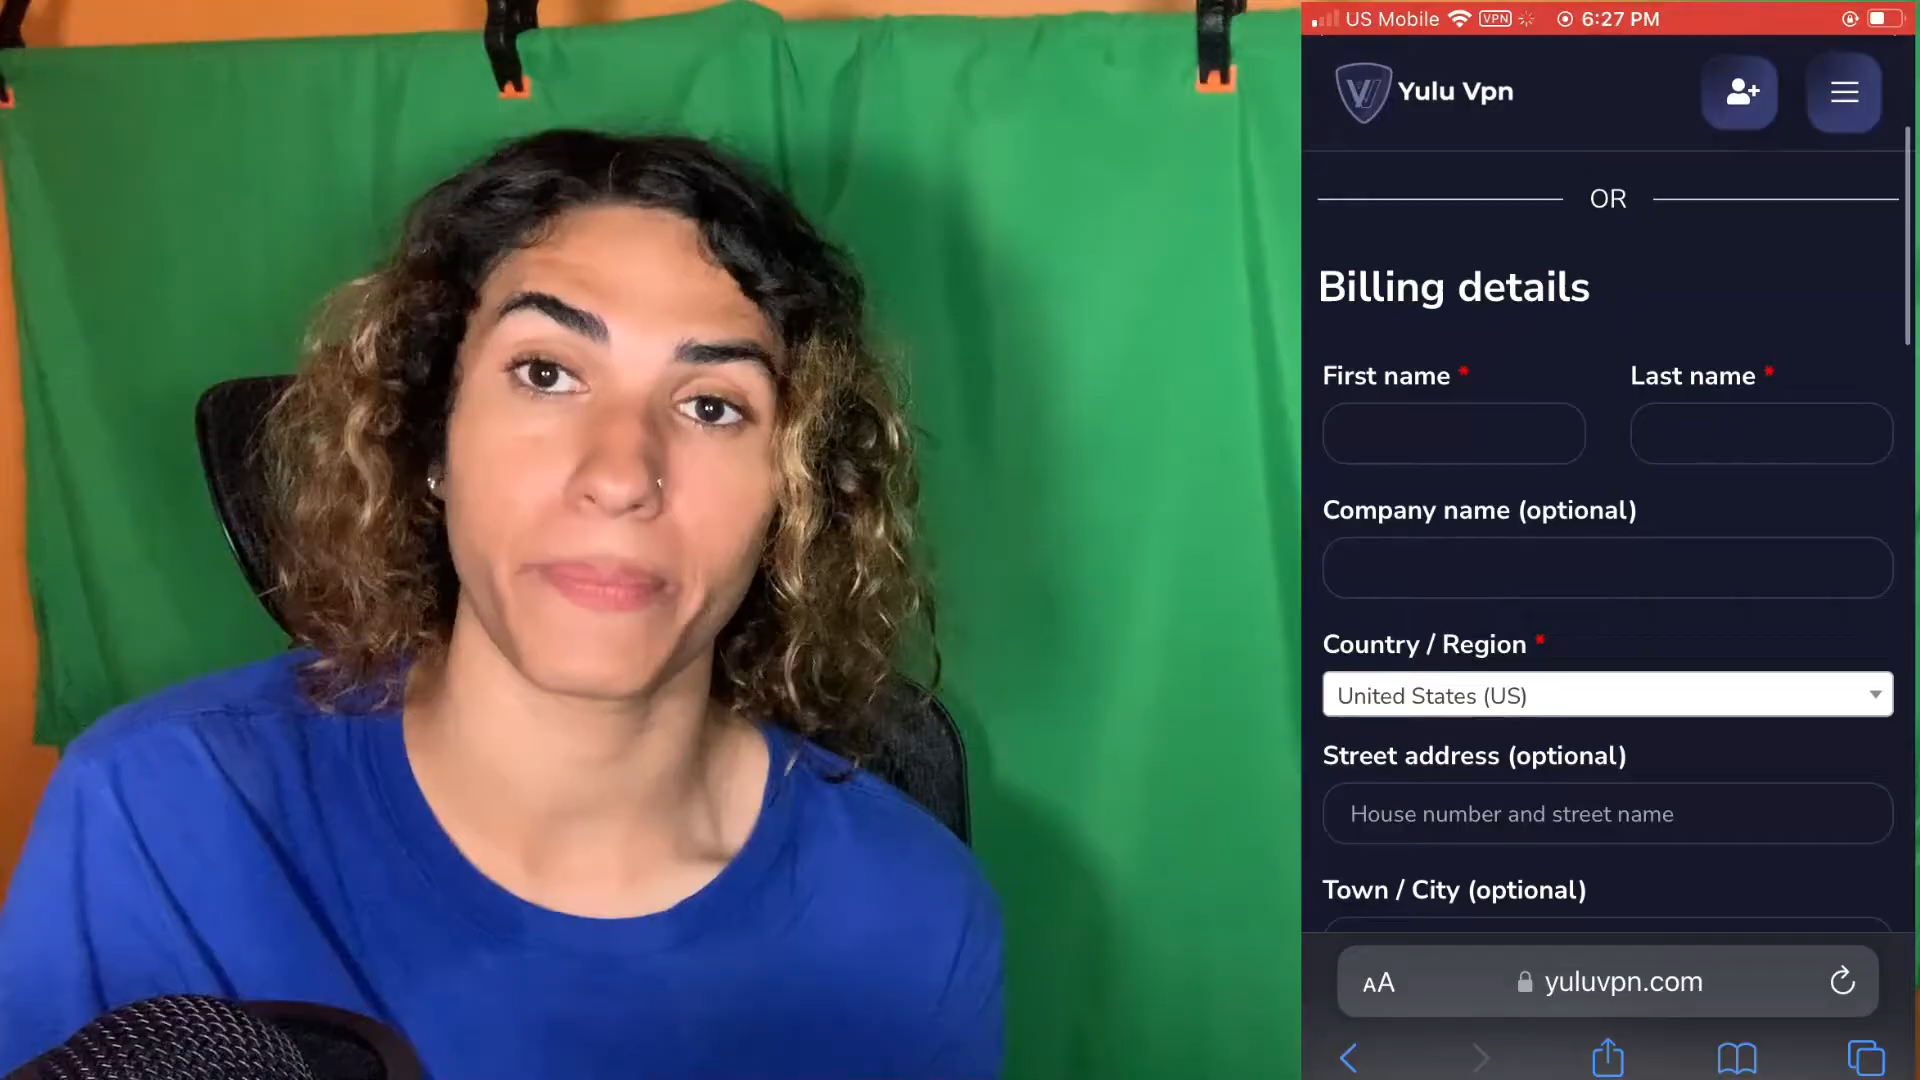 US Mobile VPN 6:27 PM
Yulu Vpn
OR
Billing details
First name * Last name *
Company name (optional)
Country / Region *
United States (US)
Street address (optional)
House number and street name
Town / City (optional)
AA yuluvpn.com